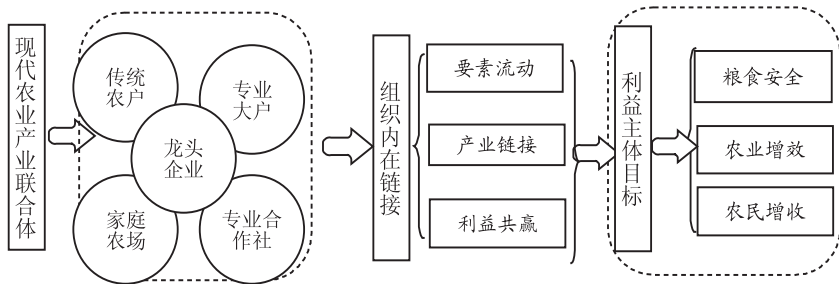 现代农业产业联合体
传统
农户
专业
大户
龙头
企业
家庭
农场
专业合
作社
组织内在链接
要素流动
产业链接
利益共赢
利益主体目标
粮食安全
农业增效
农民增收